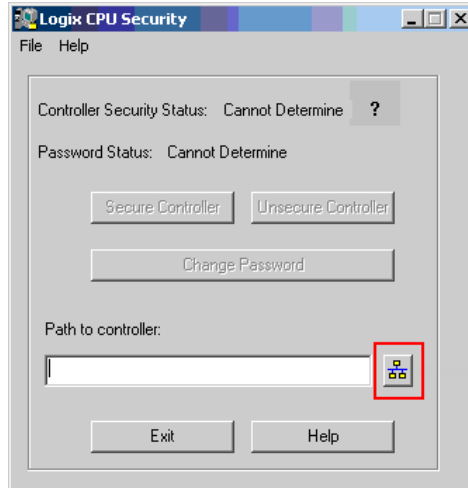 Logix CPU Security
File Help
Controller Security Status: Cannot Determine ?
Password Status: Cannot Determine
Secure Controller Unsecure Controller
Change Password
Path to controller:
Exit Help